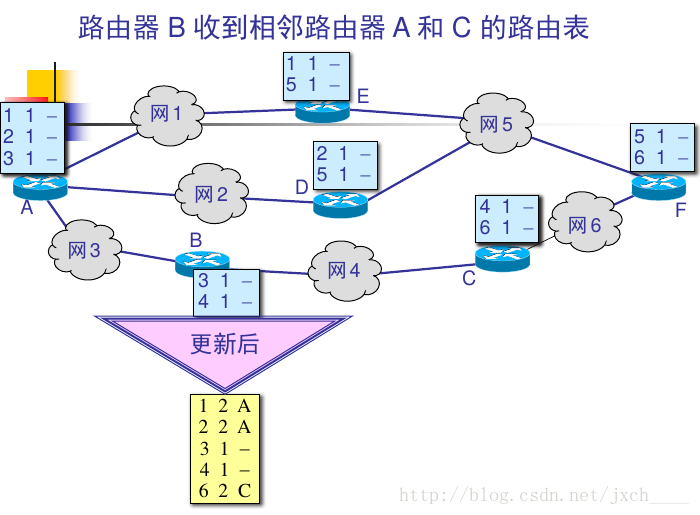 路由器 B 收到相邻路由器 A 和 C 的路由表
1 1 –
5 1 –
E
网1
网5
1 1 –
2 1 –
3 1 –
A
2 1 –
5 1 –
D
网2
5 1 –
6 1 –
F
4 1 –
6 1 –
C
网6
网3
B
3 1 –
4 1 –
网4
更新后
1 2 A
2 2 A
3 1 –
4 1 –
6 2 C
http://blog.csdn.net/jxch____